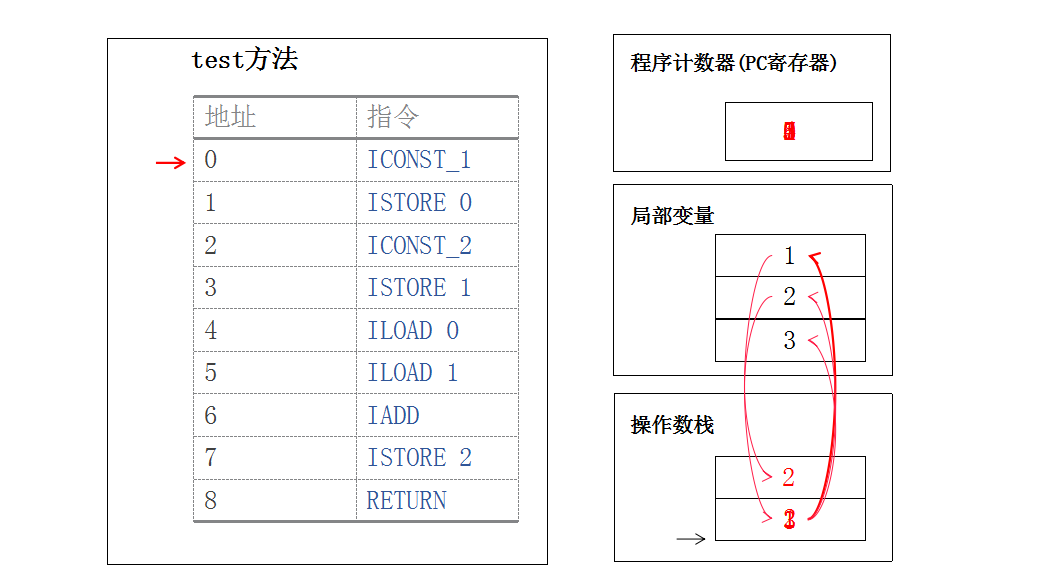 test方法
地址 指令
0 ICONST_1
1 ISTORE 0
2 ICONST_2
3 ISTORE 1
4 ILOAD 0
5 ILOAD 1
6 IADD
7 ISTORE 2
8 RETURN
程序计数器(PC寄存器)
局部变量
1
2
3
操作数栈
2